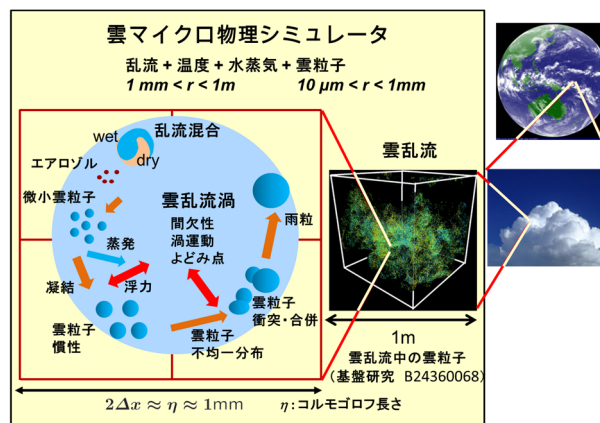 雲マイクロ物理シミュレータ
乱流 + 温度 + 水蒸気 + 雲粒子
1 mm < r < 1m 10 μm < r < 1mm
wet
dry
乱流混合
エアロゾル
微小雲粒子
雲乱流渦
間欠性
渦運動
よどみ点
雨粒
蒸発
凝結
浮力
雲粒子
慣性
雲粒子
不均一分布
雲粒子
衝突・合併
雲乱流
1m
雲乱流中の雲粒子
（基盤研究 B24360068）
2Δx ≈ η ≈ 1mm
η:コルモゴロフ長さ